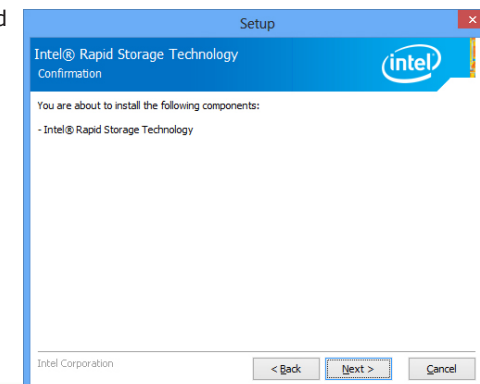 d
Setup
Intel® Rapid Storage Technology
Confirmation
intel
You are about to install the following components:
- Intel® Rapid Storage Technology
Intel Corporation
< Back
Next >
Cancel